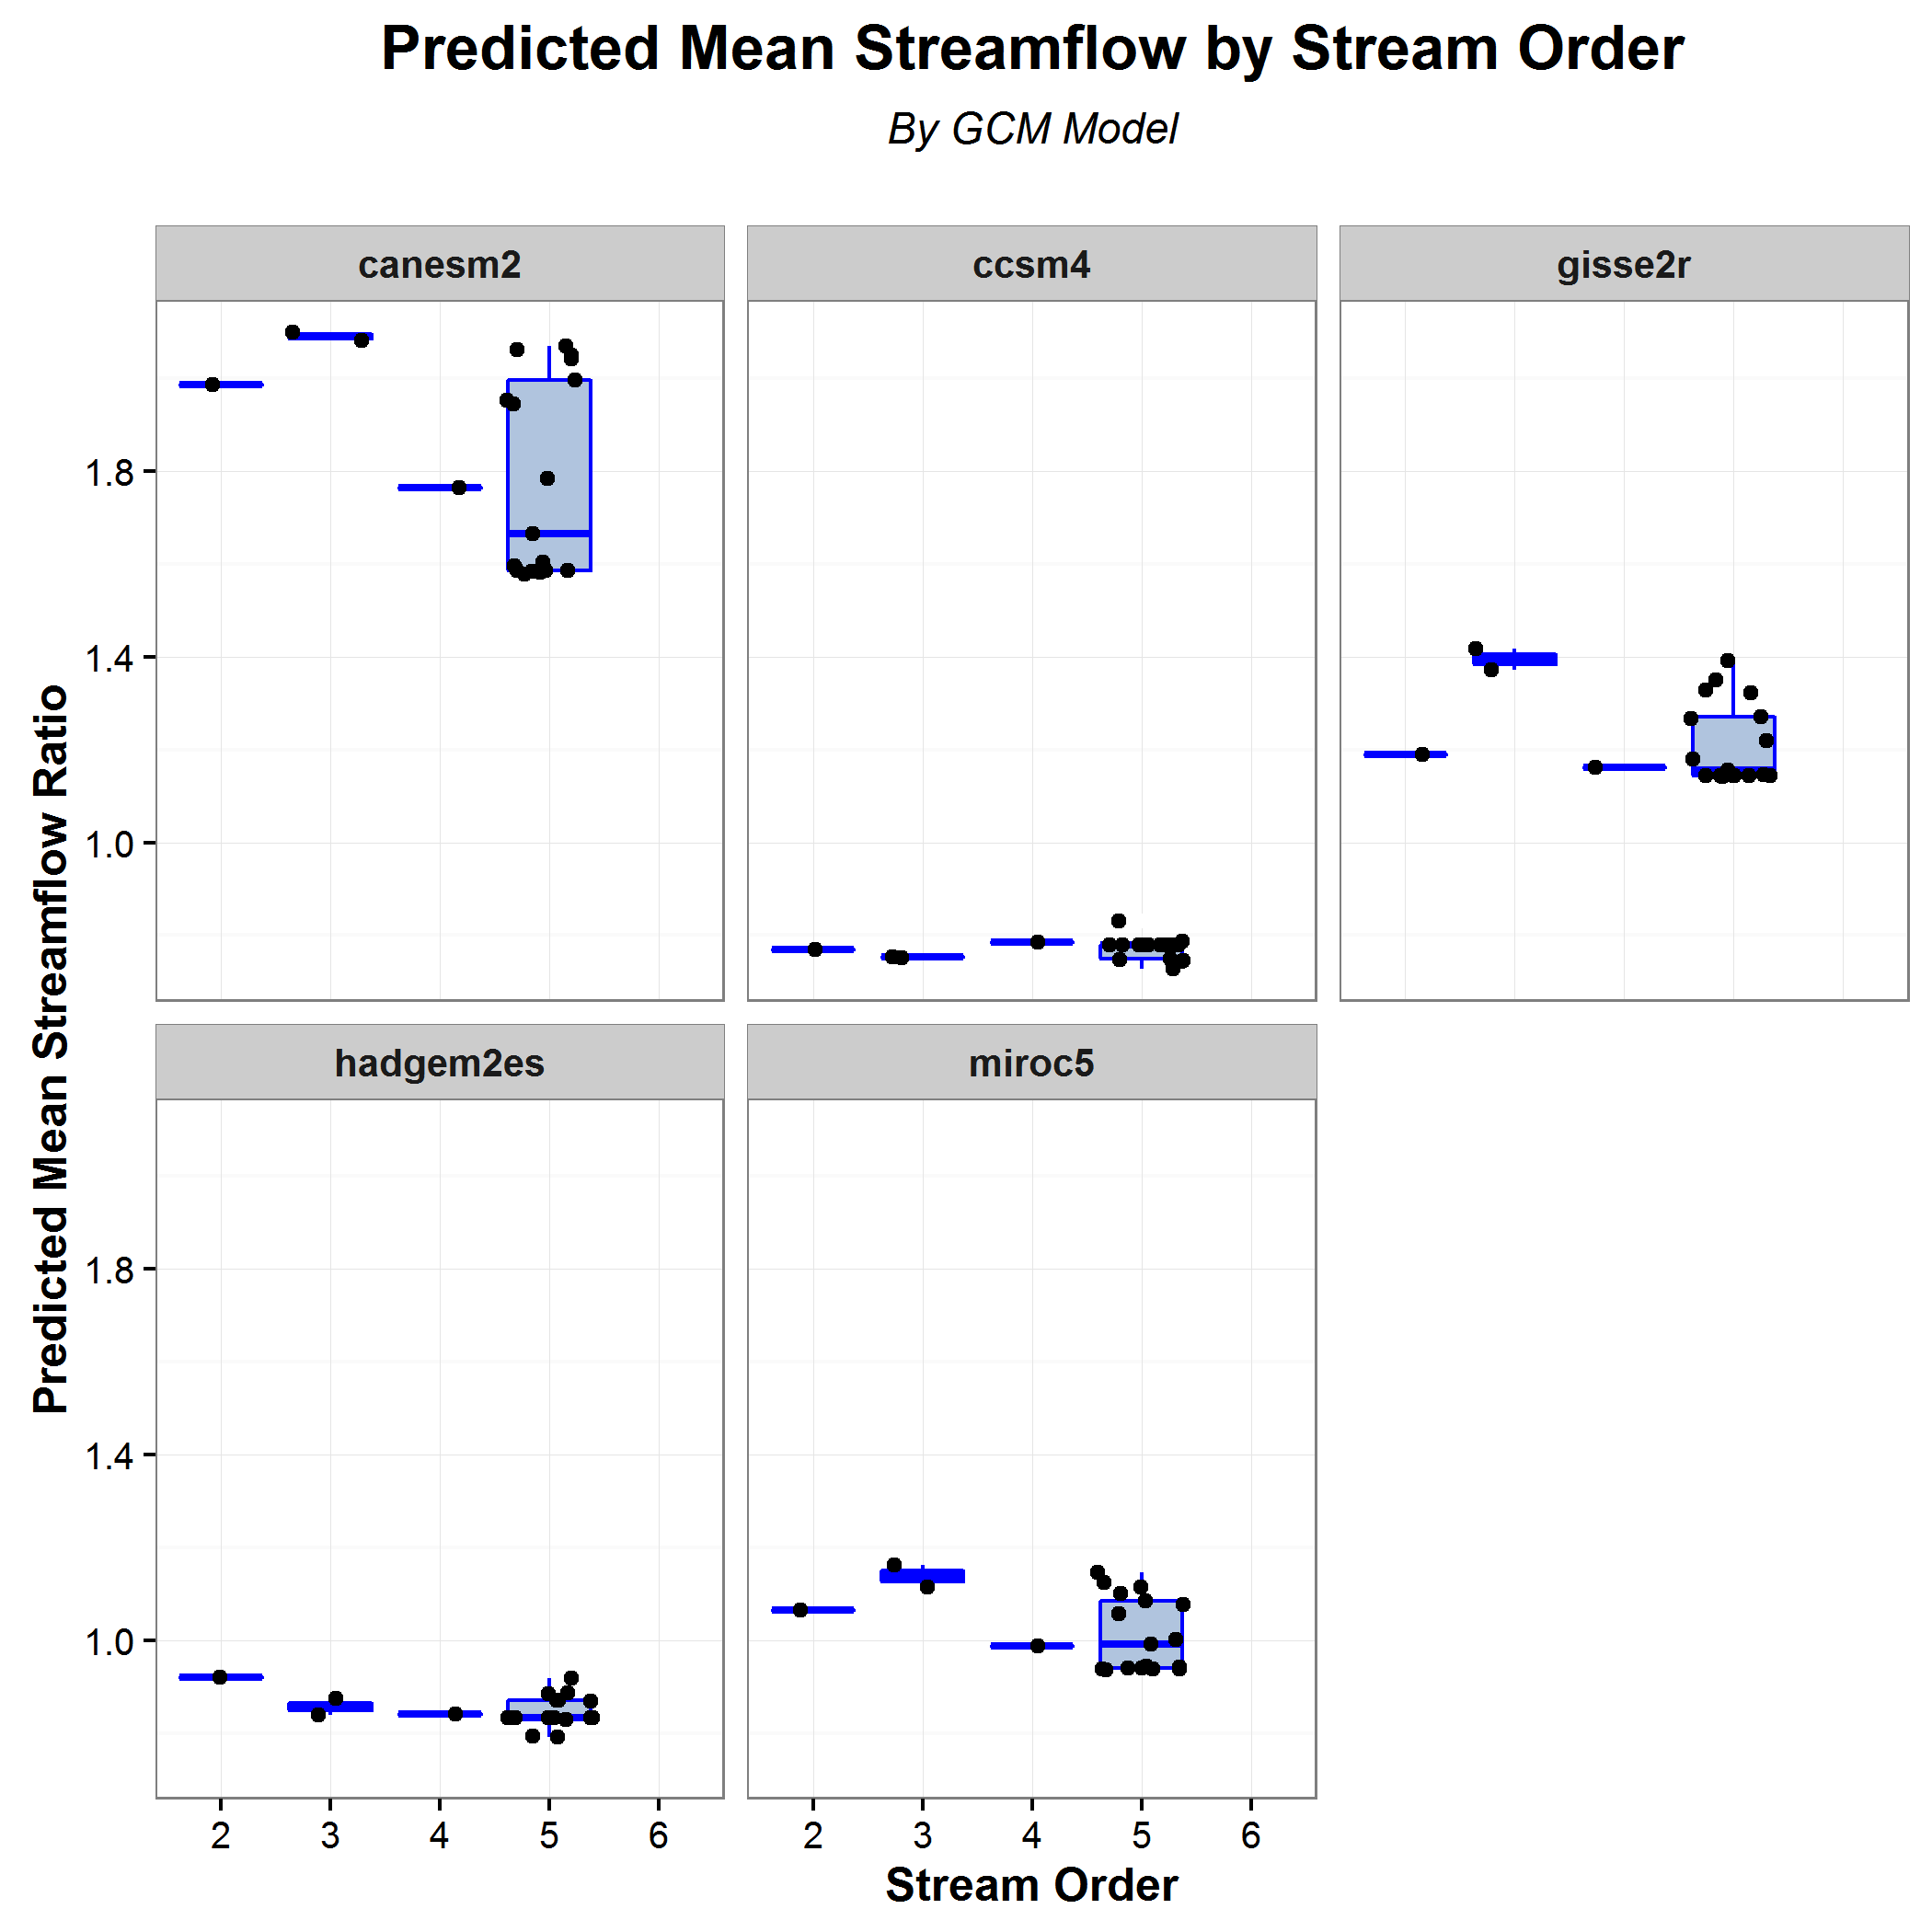 Predicted Mean Streamflow by Stream Order
By GCM Model
canesm2
ccsm4
gisse2r
1.8
1.4
1.0
Predicted Mean Streamflow Ratio
hadgem2es
miroc5
1.8
1.4
1.0
2 3 4 5 6
2 3 4 5 6
Stream Order